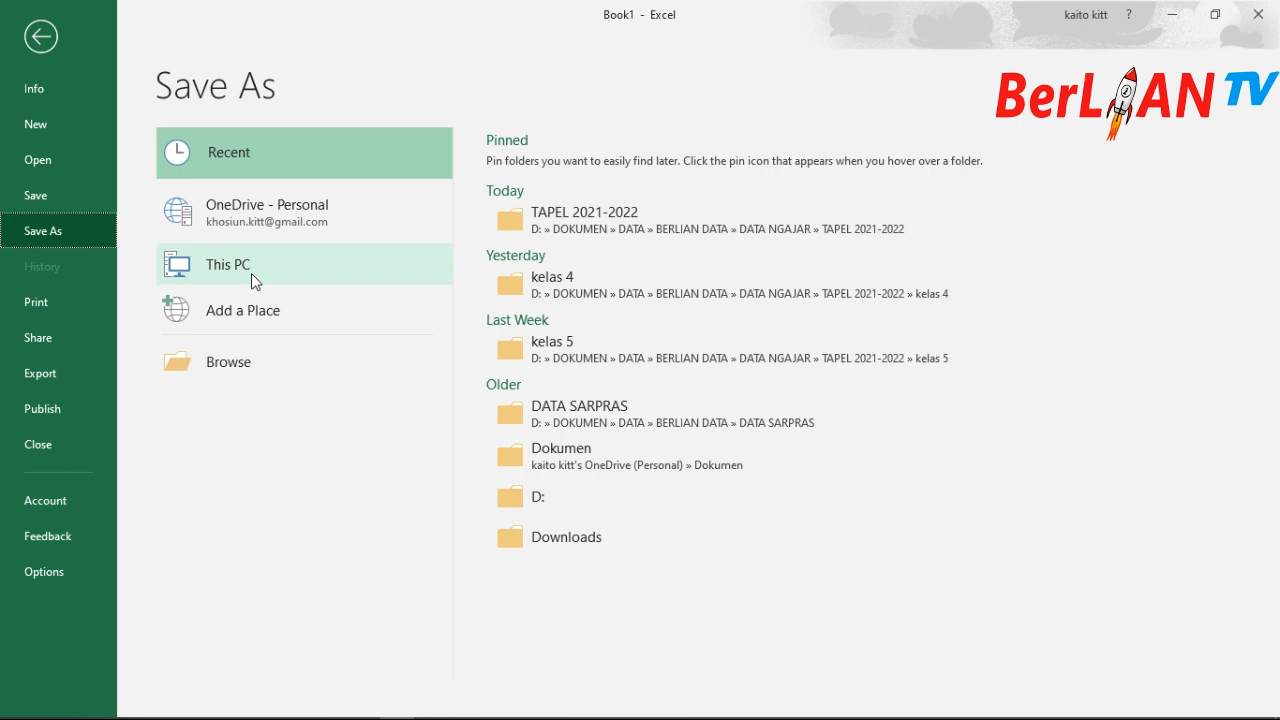 Book1 - Excel
kaito kitt
?
BerLIAN TV
Info
New
Open
Save
Save As
History
Print
Share
Export
Publish
Close
Account
Feedback
Options
Save As
Recent
OneDrive - Personal
khosiun.kitt@gmail.com
This PC
Add a Place
Browse
Pinned
Pin folders you want to easily find later. Click the pin icon that appears when you hover over a folder.
Today
TAPEL 2021-2022
D: » DOKUMEN » DATA » BERLIAN DATA » DATA NGAJAR » TAPEL 2021-2022
Yesterday
kelas 4
D: » DOKUMEN » DATA » BERLIAN DATA » DATA NGAJAR » TAPEL 2021-2022 » kelas 4
Last Week
kelas 5
D: » DOKUMEN » DATA » BERLIAN DATA » DATA NGAJAR » TAPEL 2021-2022 » kelas 5
Older
DATA SARPRAS
D: » DOKUMEN » DATA » BERLIAN DATA » DATA SARPRAS
Dokumen
kaito kitt's OneDrive (Personal) » Dokumen
D:
Downloads